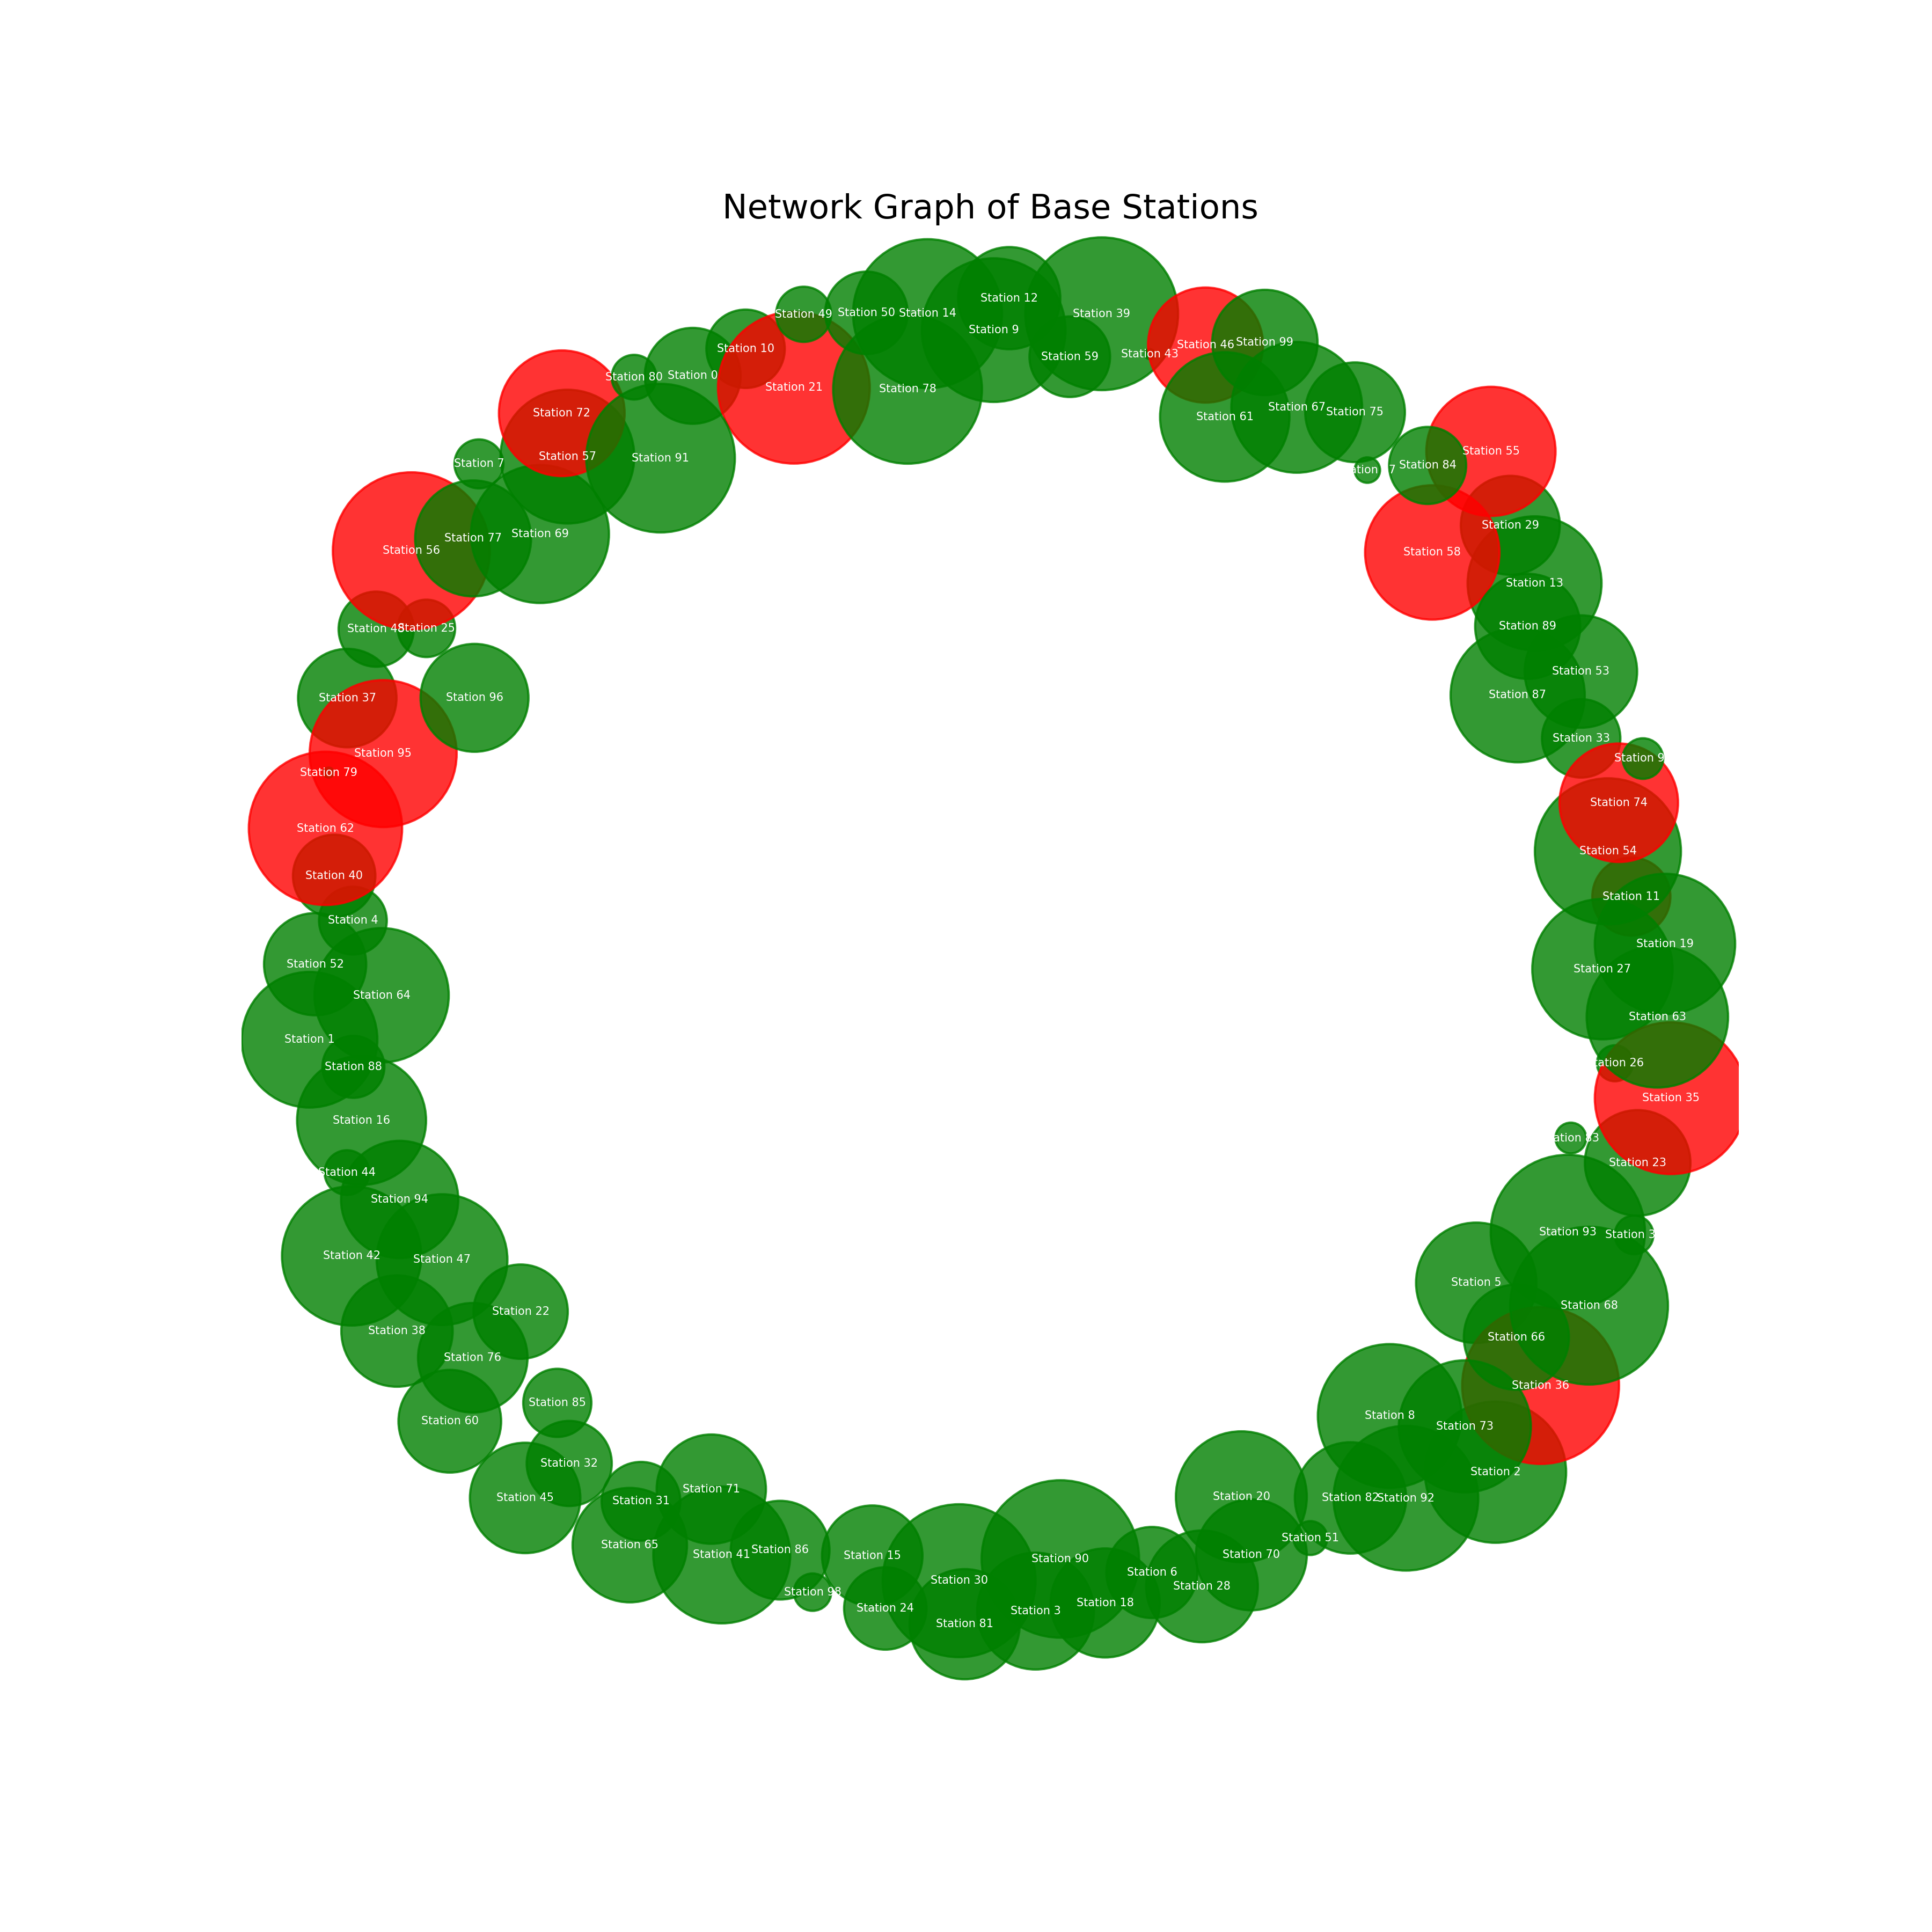 Network Graph of Base Stations
Station 12
Station 50
Station 14
Station 39
Station 49
Station 9
Station 99
Station 46
Station 10
Station 43
Station 59
Station 0
Station 80
Station 21
Station 78
Station 67
Station 75
Station 72
Station 61
Station 55
Station 57
Station 91
Station 7
Station 84
Station 29
Station 69
Station 77
Station 56
Station 58
Station 13
Station 89
Station 48
Station 25
Station 53
Station 87
Station 37
Station 96
Station 33
Station 95
Station 9
Station 79
Station 74
Station 62
Station 54
Station 40
Station 11
Station 4
Station 19
Station 52
Station 27
Station 64
Station 63
Station 1
Station 26
Station 88
Station 35
Station 16
Station 83
Station 23
Station 44
Station 94
Station 93
Station 3
Station 42
Station 47
Station 5
Station 68
Station 22
Station 38
Station 66
Station 76
Station 36
Station 85
Station 8
Station 60
Station 73
Station 32
Station 2
Station 71
Station 20
Station 45
Station 82
Station 92
Station 31
Station 51
Station 65
Station 86
Station 41
Station 15
Station 70
Station 90
Station 6
Station 30
Station 28
Station 98
Station 18
Station 24
Station 3
Station 81